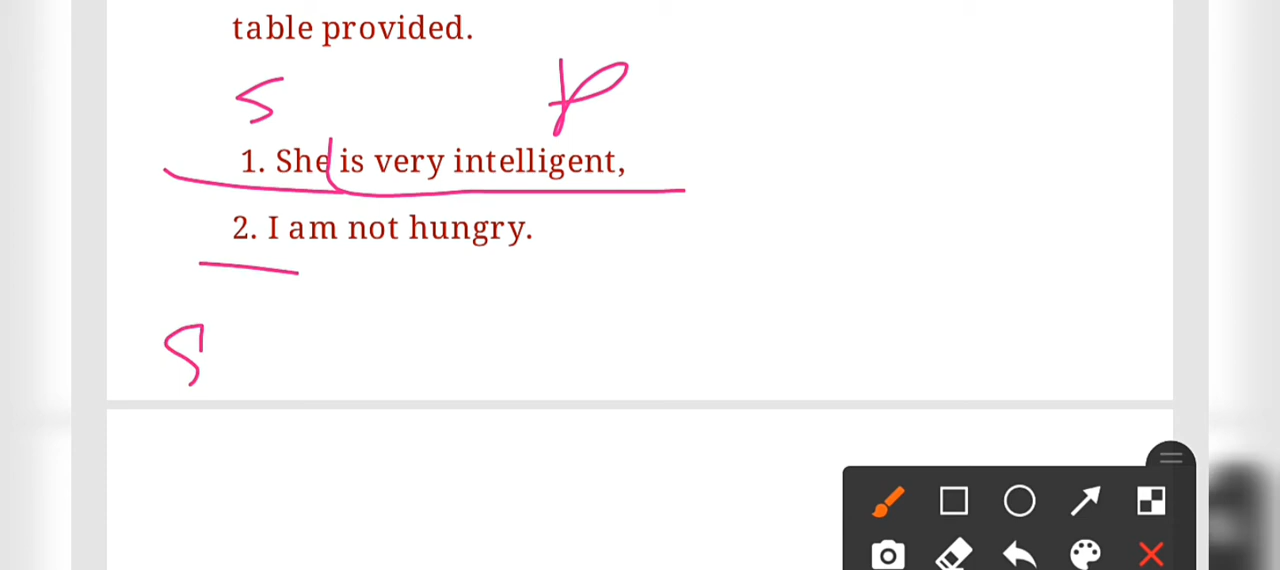 table provided.
S p
1. She is very intelligent,
2. I am not hungry.
S